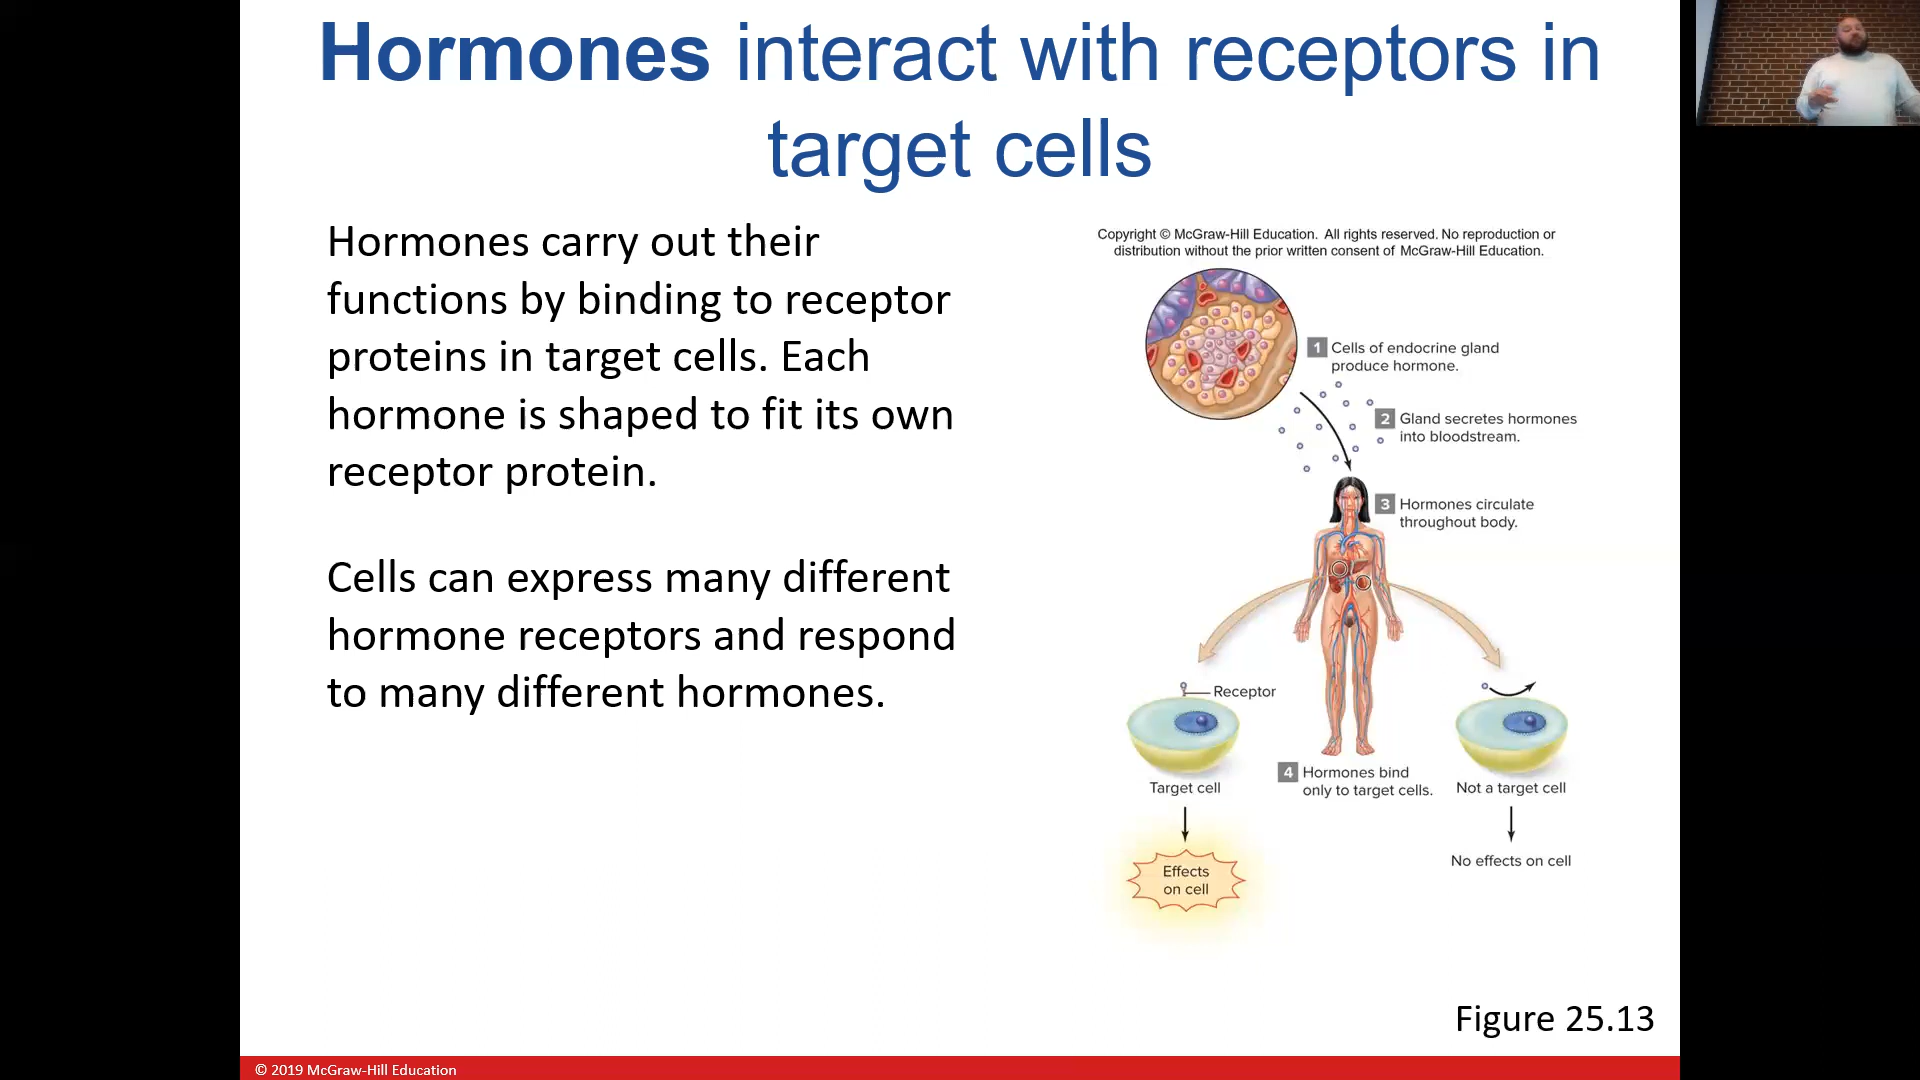 Hormones interact with receptors in
target cells
Hormones carry out their
functions by binding to receptor
proteins in target cells. Each
hormone is shaped to fit its own
receptor protein.
Cells can express many different
hormone receptors and respond
to many different hormones.
Copyright © McGraw-Hill Education. All rights reserved. No reproduction or
distribution without the prior written consent of McGraw-Hill Education.
1 Cells of endocrine gland
produce hormone.
2 Gland secretes hormones
into bloodstream.
3 Hormones circulate
throughout body.
Receptor
4 Hormones bind
only to target cells.
Target cell
Not a target cell
Effects
on cell
No effects on cell
Figure 25.13
© 2019 McGraw-Hill Education